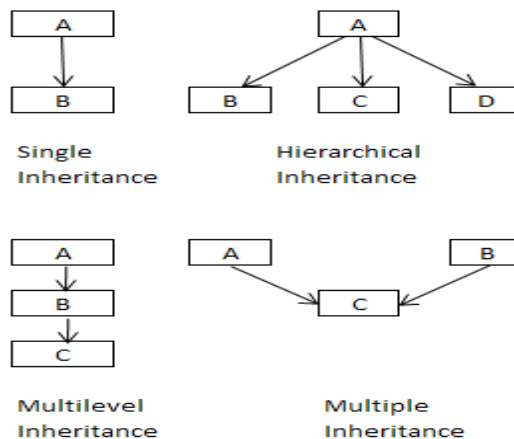 A
A
B
B
C
D
Single
Inheritance
Hierarchical
Inheritance
A
B
C
A
B
C
Multilevel
Inheritance
Multiple
Inheritance